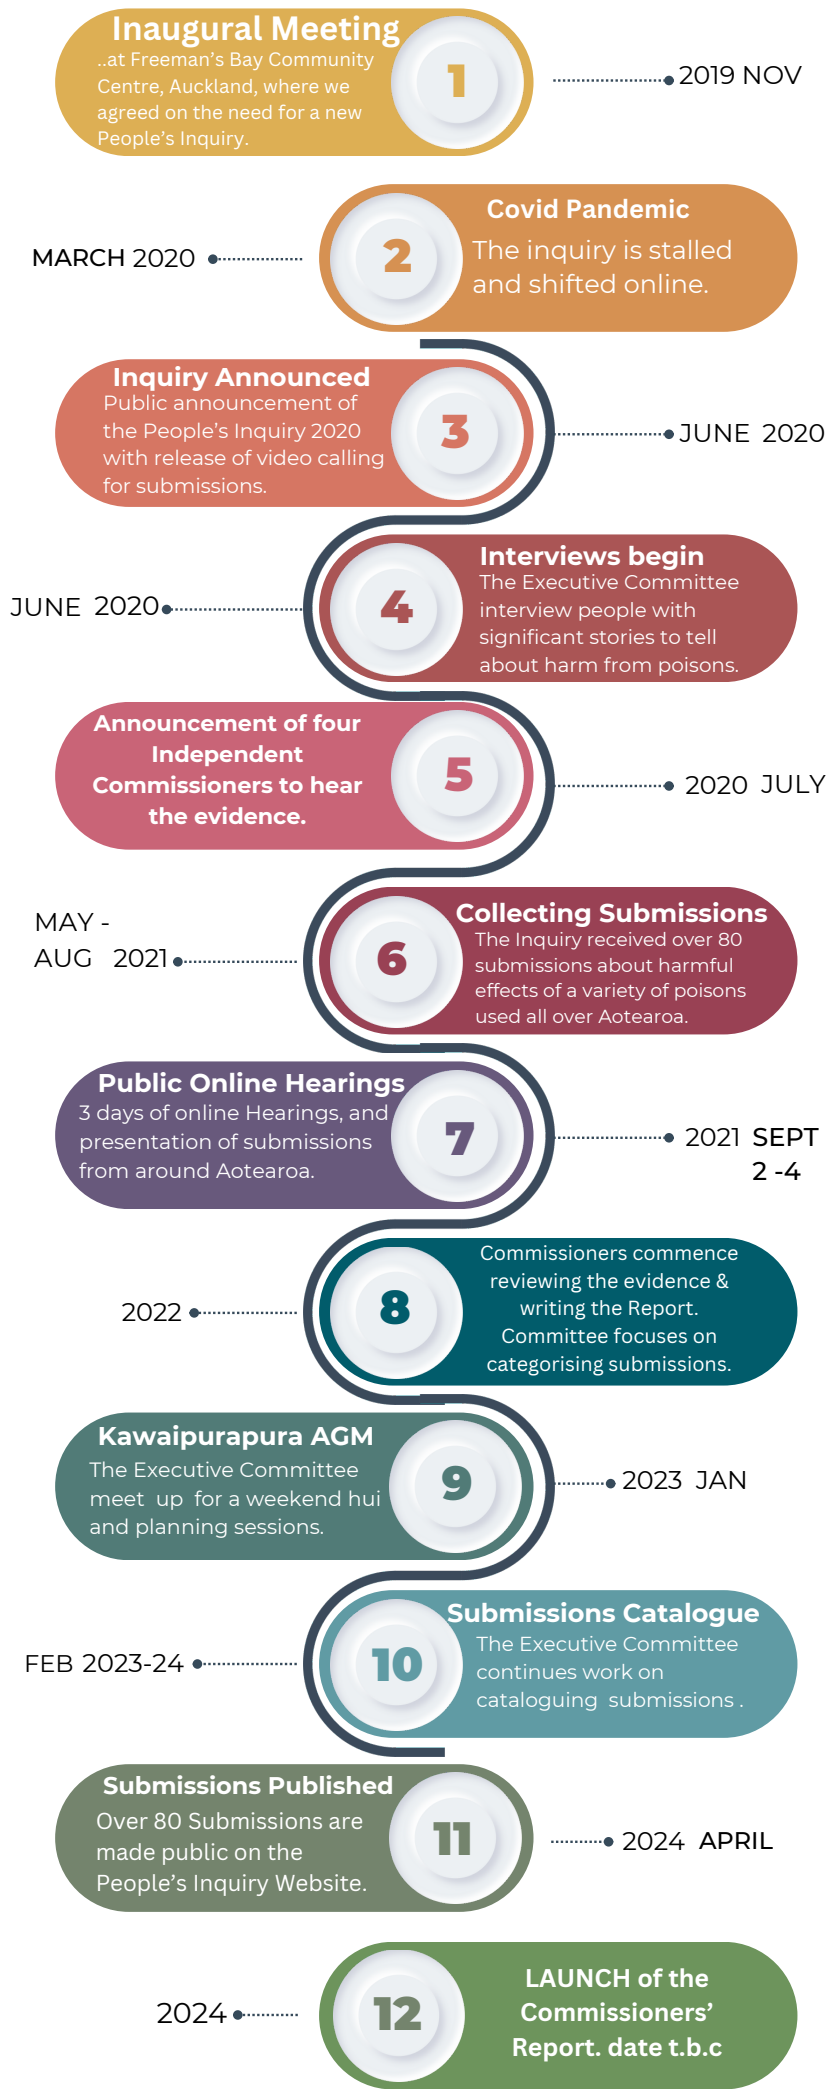 Inaugural Meeting
..at Freeman's Bay Community
Centre, Auckland, where we
agreed on the need for a new
People's Inquiry.
1
2019 NOV
MARCH 2020
2
Covid Pandemic
The inquiry is stalled
and shifted online.
Inquiry Announced
Public announcement of
the People's Inquiry 2020
with release of video calling
for submissions.
3
JUNE 2020
JUNE 2020
4
Interviews begin
The Executive Committee
interview people with
significant stories to tell
about harm from poisons.
Announcement of four
Independent
Commissioners to hear
the evidence.
5
2020 JULY
MAY -
AUG 2021
6
Collecting Submissions
The Inquiry received over 80
submissions about harmful
effects of a variety of poisons
used all over Aotearoa.
Public Online Hearings
3 days of online Hearings, and
presentation of submissions
from around Aotearoa.
7
2021 SEPT
2 -4
2022
8
Commissioners commence
reviewing the evidence &
writing the Report.
Committee focuses on
categorising submissions.
Kawaipurapura AGM
The Executive Committee
meet up for a weekend hui
and planning sessions.
9
2023 JAN
FEB 2023-24
10
Submissions Catalogue
The Executive Committee
continues work on
cataloguing submissions .
Submissions Published
Over 80 Submissions are
made public on the
People's Inquiry Website.
11
2024 APRIL
2024
12
LAUNCH of the
Commissioners'
Report. date t.b.c